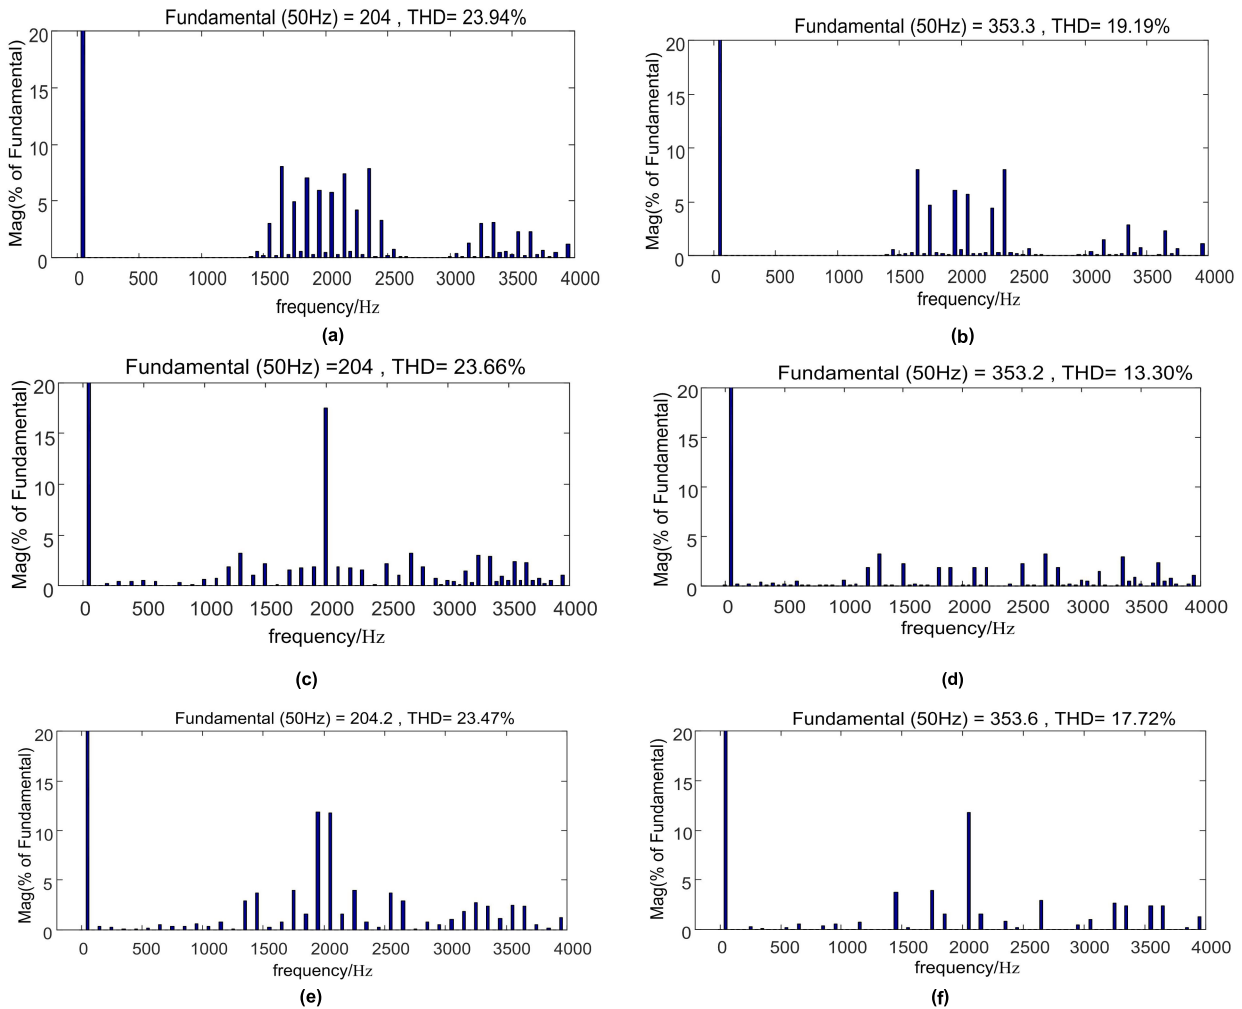 Fundamental (50Hz) = 204 , THD= 23.94%
Mag(% of Fundamental)
20
15
10
5
0
0 500 1000 1500 2000 2500 3000 3500 4000
frequency/Hz
(a)
Fundamental (50Hz) = 353.3 , THD= 19.19%
Mag(% of Fundamental)
20
15
10
5
0
0 500 1000 1500 2000 2500 3000 3500 4000
frequency/Hz
(b)
Fundamental (50Hz) =204 , THD= 23.66%
Mag(% of Fundamental)
20
15
10
5
0
0 500 1000 1500 2000 2500 3000 3500 4000
frequency/Hz
(c)
Fundamental (50Hz) = 353.2 , THD= 13.30%
Mag(% of Fundamental)
20
15
10
5
0
0 500 1000 1500 2000 2500 3000 3500 4000
frequency/Hz
(d)
Fundamental (50Hz) = 204.2 , THD= 23.47%
Mag(% of Fundamental)
20
15
10
5
0
0 500 1000 1500 2000 2500 3000 3500 4000
frequency/Hz
(e)
Fundamental (50Hz) = 353.6 , THD= 17.72%
Mag(% of Fundamental)
20
15
10
5
0
0 500 1000 1500 2000 2500 3000 3500 4000
frequency/Hz
(f)